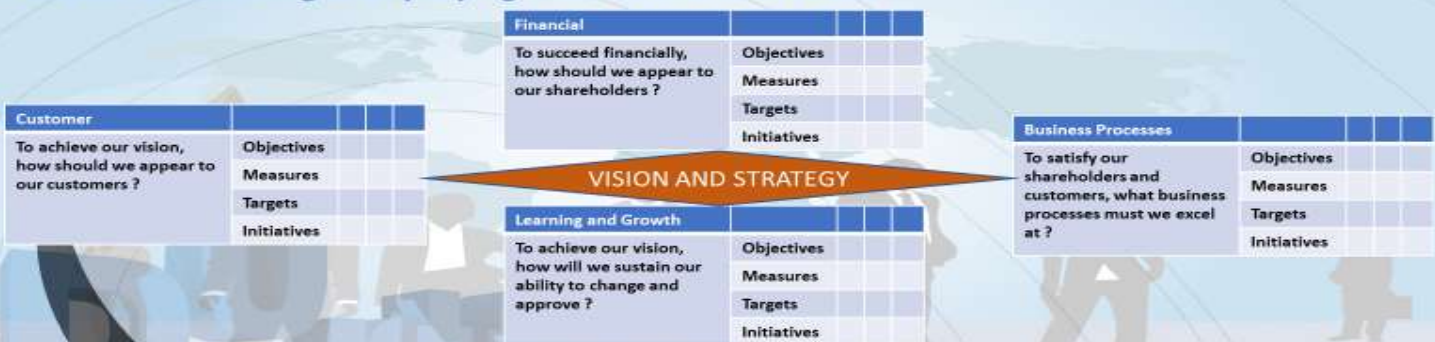 Financial
To succeed financially,
how should we appear to
our shareholders ?
Objectives
Measures
Targets
Initiatives
Customer
To achieve our vision,
how should we appear to
our customers ?
Objectives
Measures
Targets
Initiatives
VISION AND STRATEGY
Business Processes
To satisfy our
shareholders and
customers, what business
processes must we excel
at ?
Objectives
Measures
Targets
Initiatives
Learning and Growth
To achieve our vision,
how will we sustain our
ability to change and
approve ?
Objectives
Measures
Targets
Initiatives